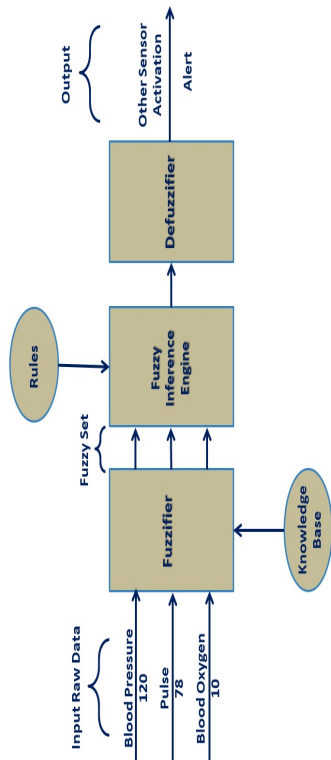 Input Raw Data
Blood Pressure
120
Pulse
78
Blood Oxygen
10
Fuzzifier
Knowledge
Base
Fuzzy Set
Rules
Fuzzy
Inference
Engine
Defuzzifier
Output
Other Sensor
Activation
Alert